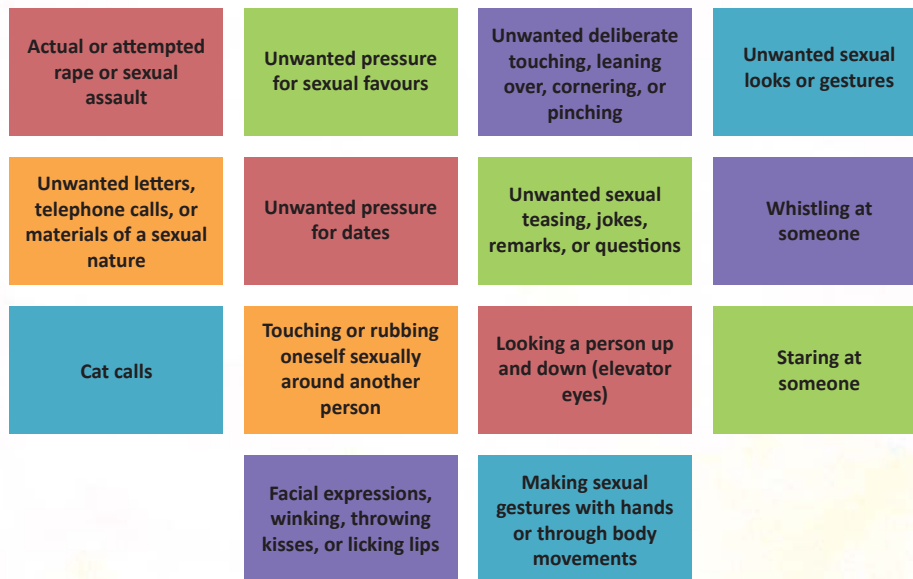 Actual or attempted
rape or sexual
assault
Unwanted pressure
for sexual favours
Unwanted deliberate
touching, leaning
over, cornering, or
pinching
Unwanted sexual
looks or gestures
Unwanted letters,
telephone calls, or
materials of a sexual
nature
Unwanted pressure
for dates
Unwanted sexual
teasing, jokes,
remarks, or questions
Whistling at
someone
Cat calls
Touching or rubbing
oneself sexually
around another
person
Looking a person up
and down (elevator
eyes)
Staring at
someone
Facial expressions,
winking, throwing
kisses, or licking lips
Making sexual
gestures with hands
or through body
movements